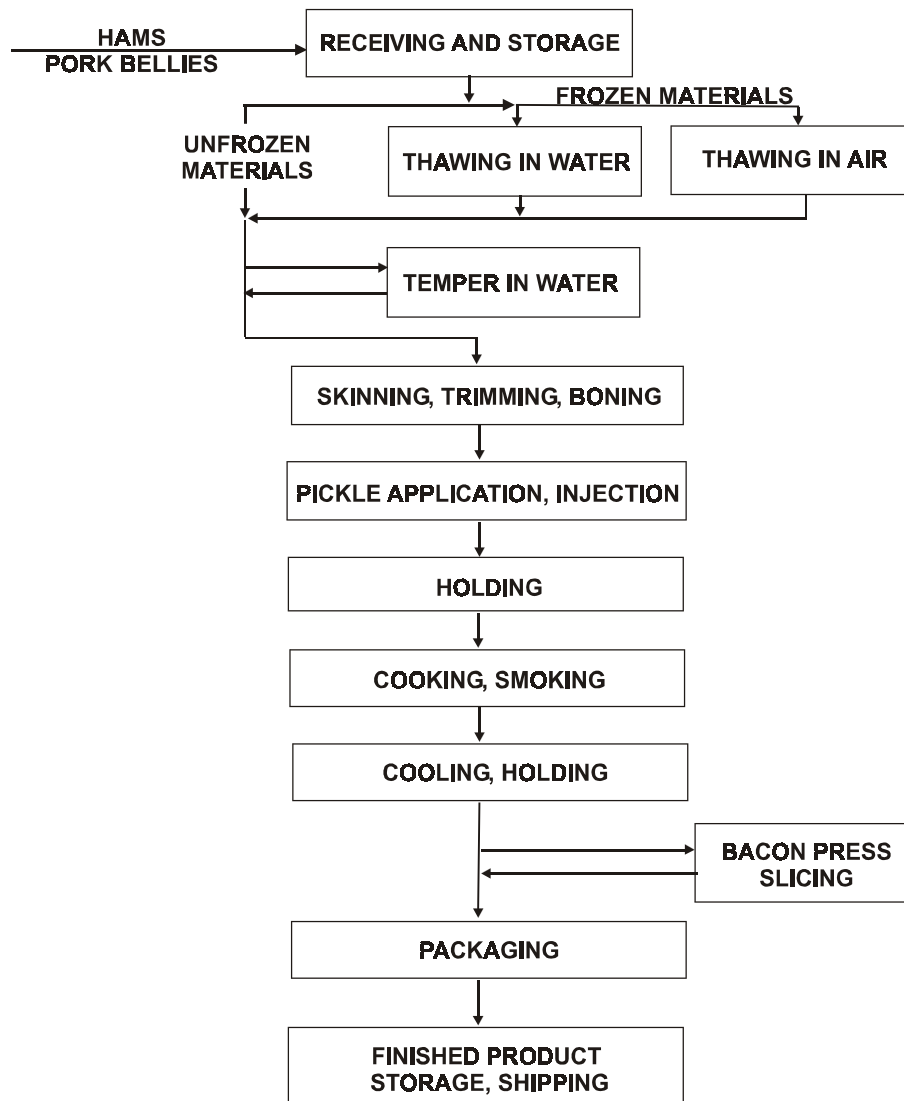 HAMS
PORK BELLIES
RECEIVING AND STORAGE
FROZEN MATERIALS
UNFROZEN
MATERIALS
THAWING IN WATER
THAWING IN AIR
TEMPER IN WATER
SKINNING, TRIMMING, BONING
PICKLE APPLICATION, INJECTION
HOLDING
COOKING, SMOKING
COOLING, HOLDING
BACON PRESS
SLICING
PACKAGING
FINISHED PRODUCT
STORAGE, SHIPPING